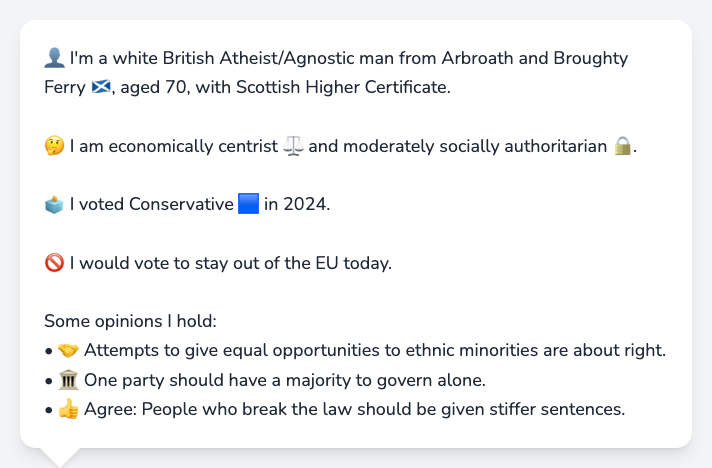 👤 I'm a white British Atheist/Agnostic man from Arbroath and Broughty
Ferry 🏴󠁧󠁢󠁳󠁣󠁴󠁿, aged 70, with Scottish Higher Certificate.
🤔 I am economically centrist ⚖️ and moderately socially authoritarian 🔒.
🗳️ I voted Conservative 🟦 in 2024.
🚫 I would vote to stay out of the EU today.
Some opinions I hold:
• 🤝 Attempts to give equal opportunities to ethnic minorities are about right.
• 🏛️ One party should have a majority to govern alone.
• 👍 Agree: People who break the law should be given stiffer sentences.